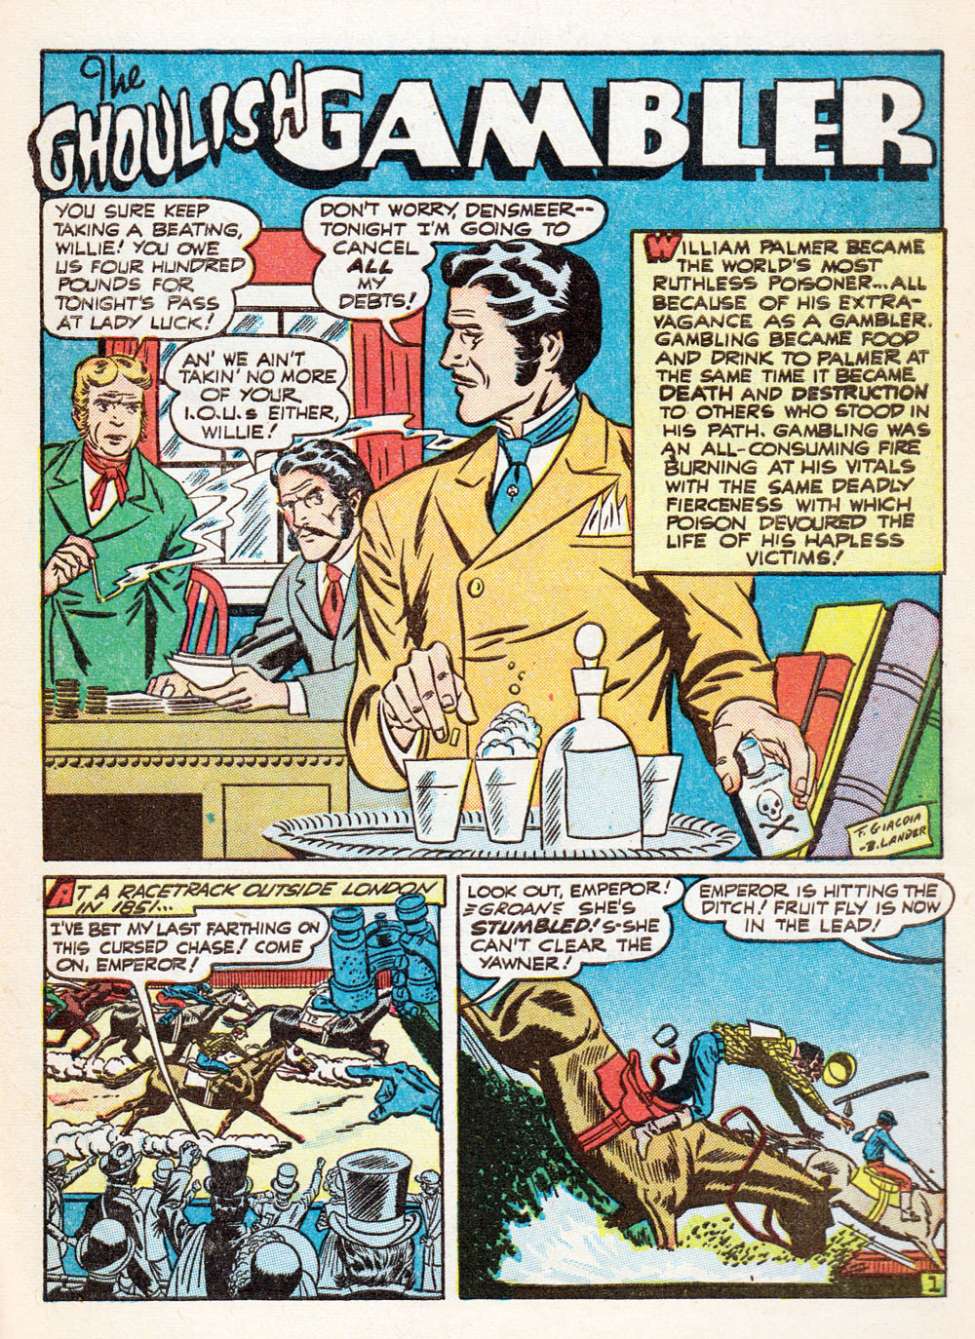 The
GHOULISH GAMBLER
YOU SURE KEEP
TAKING A BEATING,
WILLIE! YOU OWE
US FOUR HUNDRED
POUNDS FOR
TONIGHT'S PASS
AT LADY LUCK!
DON'T WORRY, DENSMEER--
TONIGHT I'M GOING TO
CANCEL
ALL
MY
DEBTS!
AN' WE AIN'T
TAKIN' NO MORE
OF YOUR
I.O.U.s EITHER,
WILLIE!
WILLIAM PALMER BECAME
THE WORLD'S MOST
RUTHLESS POISONER...ALL
BECAUSE OF HIS EXTRA-
VAGANCE AS A GAMBLER.
GAMBLING BECAME FOOD
AND DRINK TO PALMER AT
THE SAME TIME IT BECAME
DEATH AND DESTRUCTION
TO OTHERS WHO STOOD IN
HIS PATH. GAMBLING WAS
AN ALL-CONSUMING FIRE
BURNING AT HIS VITALS
WITH THE SAME DEADLY
FIERCENESS WITH WHICH
POISON DEVOURED THE
LIFE OF HIS HAPLESS
VICTIMS!
F. GIACOIA
-B. LANDER
AT A RACETRACK OUTSIDE LONDON
IN 1851...
I'VE BET MY LAST FARTHING ON
THIS CURSED CHASE! COME
ON, EMPEROR!
LOOK OUT, EMPEPOR!
GROAN SHE'S
STUMBLED! S-SHE
CAN'T CLEAR THE
YAWNER!
EMPEROR IS HITTING THE
DITCH! FRUIT FLY IS NOW
IN THE LEAD!
1